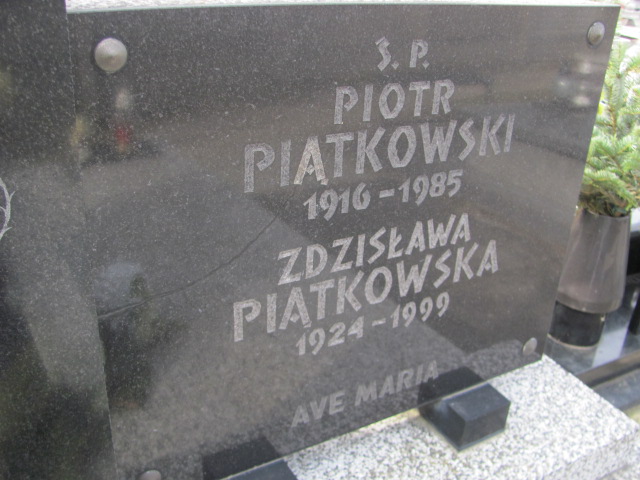 Ś. P.
PIOTR
PIĄTKOWSKI
1916 - 1985
ZDZISŁAWA
PIĄTKOWSKA
1924 - 1999
AVE MARIA